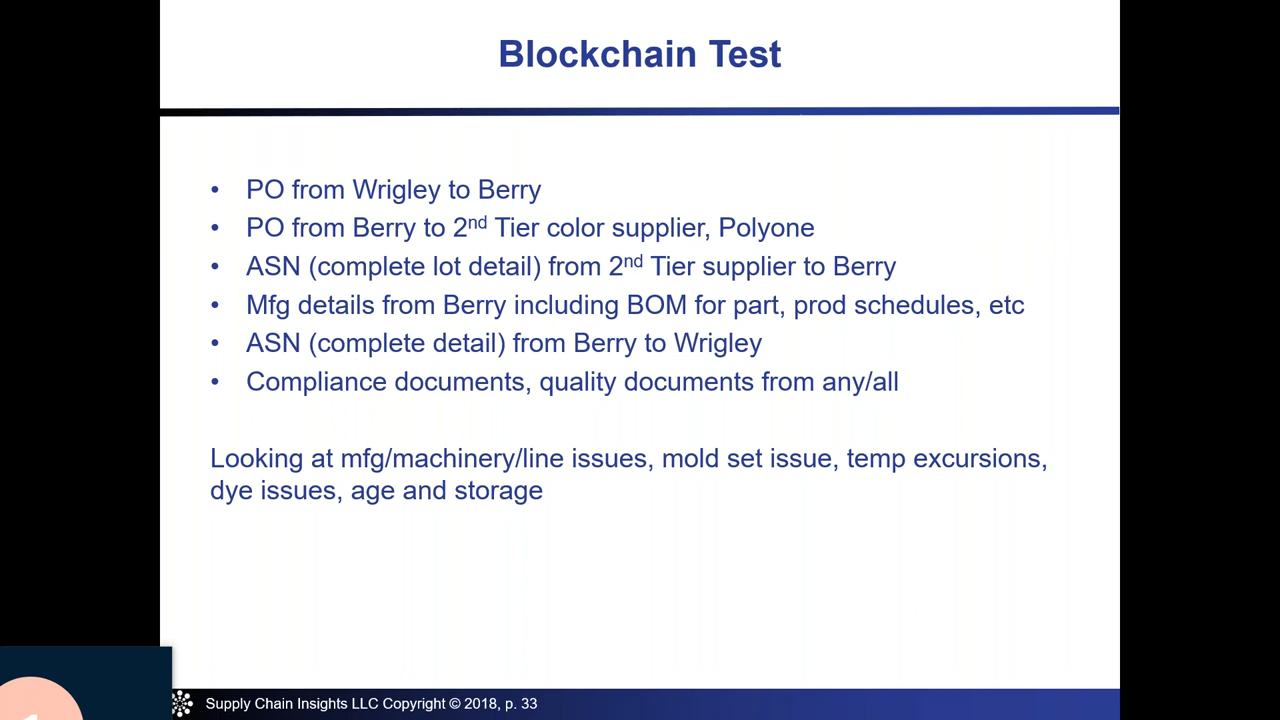 Blockchain Test
• PO from Wrigley to Berry
• PO from Berry to 2nd Tier color supplier, Polyone
• ASN (complete lot detail) from 2nd Tier supplier to Berry
• Mfg details from Berry including BOM for part, prod schedules, etc
• ASN (complete detail) from Berry to Wrigley
• Compliance documents, quality documents from any/all
Looking at mfg/machinery/line issues, mold set issue, temp excursions,
dye issues, age and storage
Supply Chain Insights LLC Copyright © 2018, p. 33